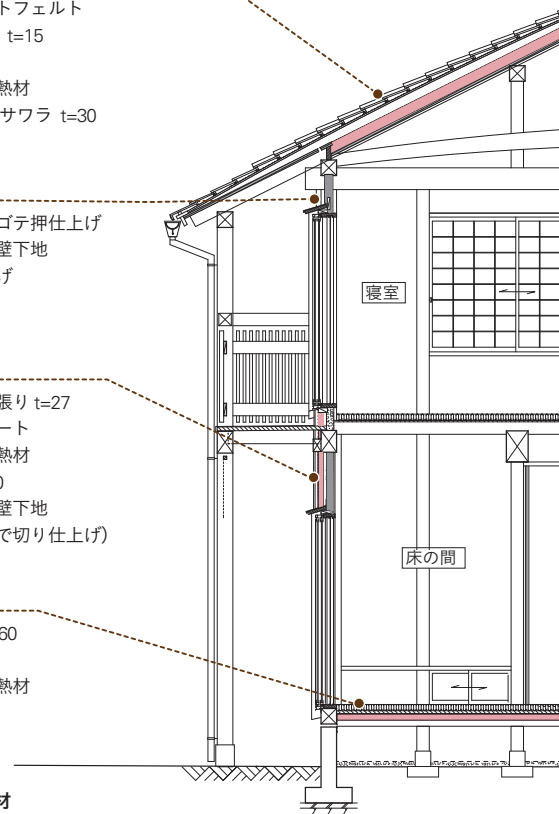 トフェルト
t=15
熱材
サワラ t=30
ゴテ押仕上げ
壁下地
げ
寝室
張り t=27
ート
熱材
0
壁下地
で切り仕上げ）
床の間
60
熱材
材